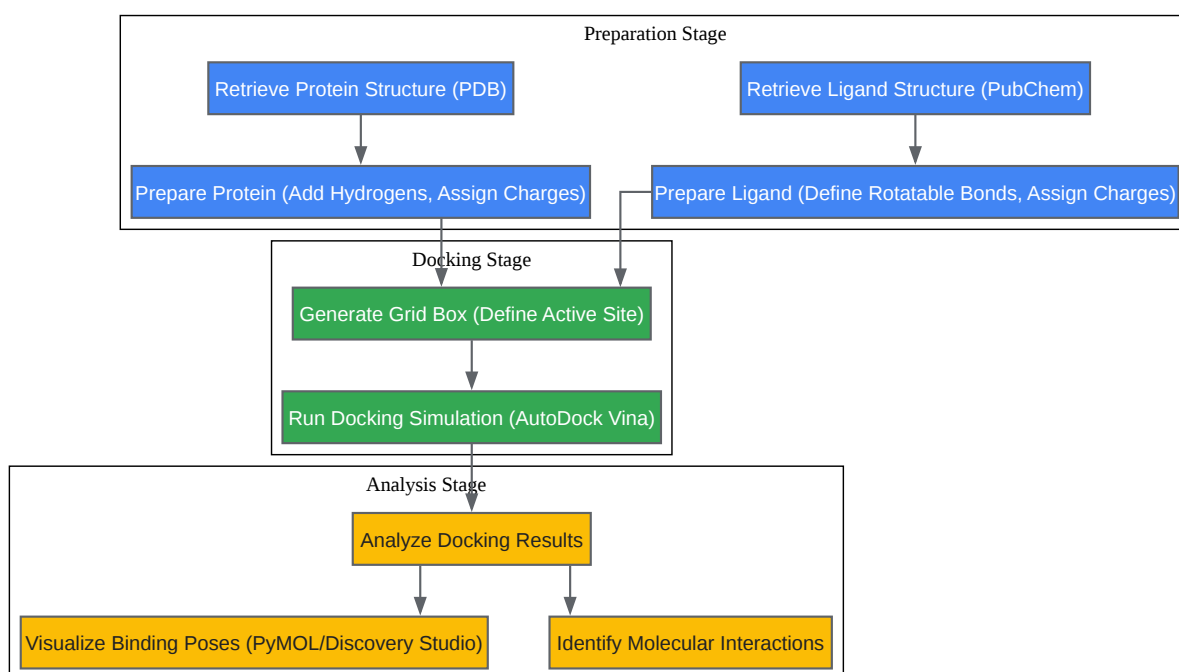 Preparation Stage
Retrieve Protein Structure (PDB)
Retrieve Ligand Structure (PubChem)
Prepare Protein (Add Hydrogens, Assign Charges)
Prepare Ligand (Define Rotatable Bonds, Assign Charges)
Docking Stage
Generate Grid Box (Define Active Site)
Run Docking Simulation (AutoDock Vina)
Analysis Stage
Analyze Docking Results
Visualize Binding Poses (PyMOL/Discovery Studio)
Identify Molecular Interactions